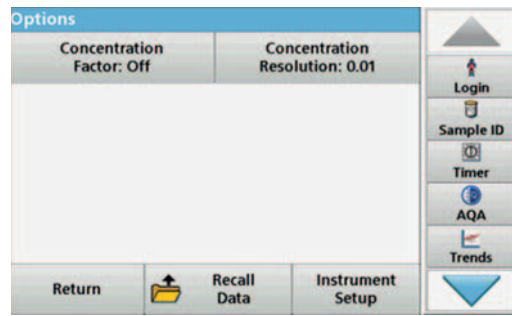 Options
Concentration
Factor: Off
Concentration
Resolution: 0.01
Login
Sample ID
Timer
AQA
Trends
Return
Recall
Data
Instrument
Setup